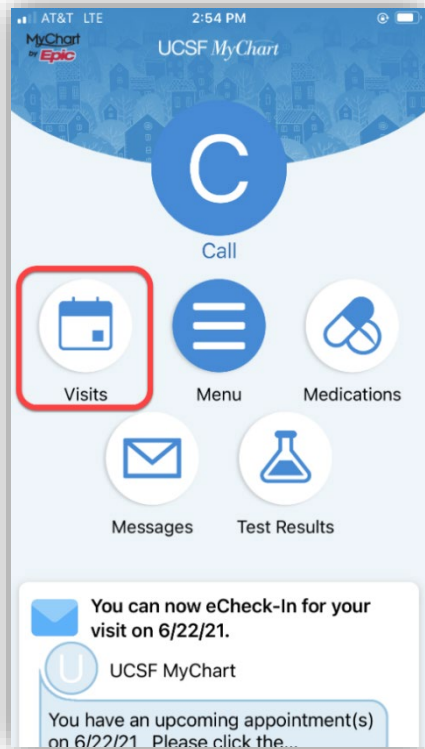 AT&T LTE 2:54 PM
MyChart
by Epic
UCSF MyChart
C
Call
Visits Menu Medications
Messages Test Results
You can now eCheck-In for your
visit on 6/22/21.
U
UCSF MyChart
You have an upcoming appointment(s)
on 6/22/21. Please click the...